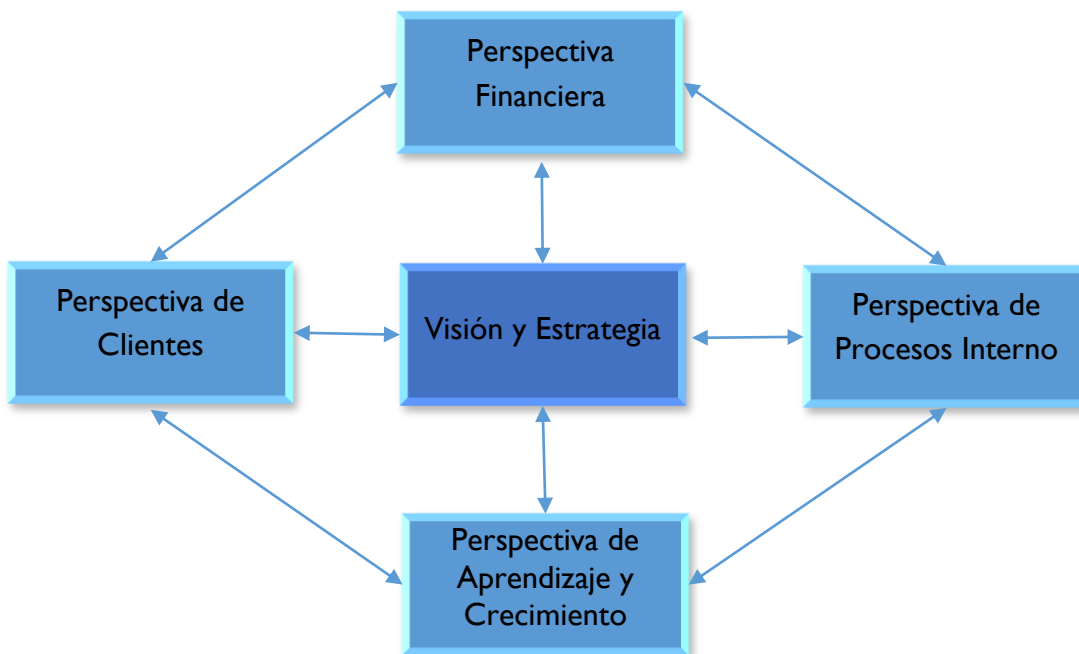 Perspectiva
Financiera
Perspectiva de
Clientes
Visión y Estrategia
Perspectiva de
Procesos Interno
Perspectiva de
Aprendizaje y
Crecimiento